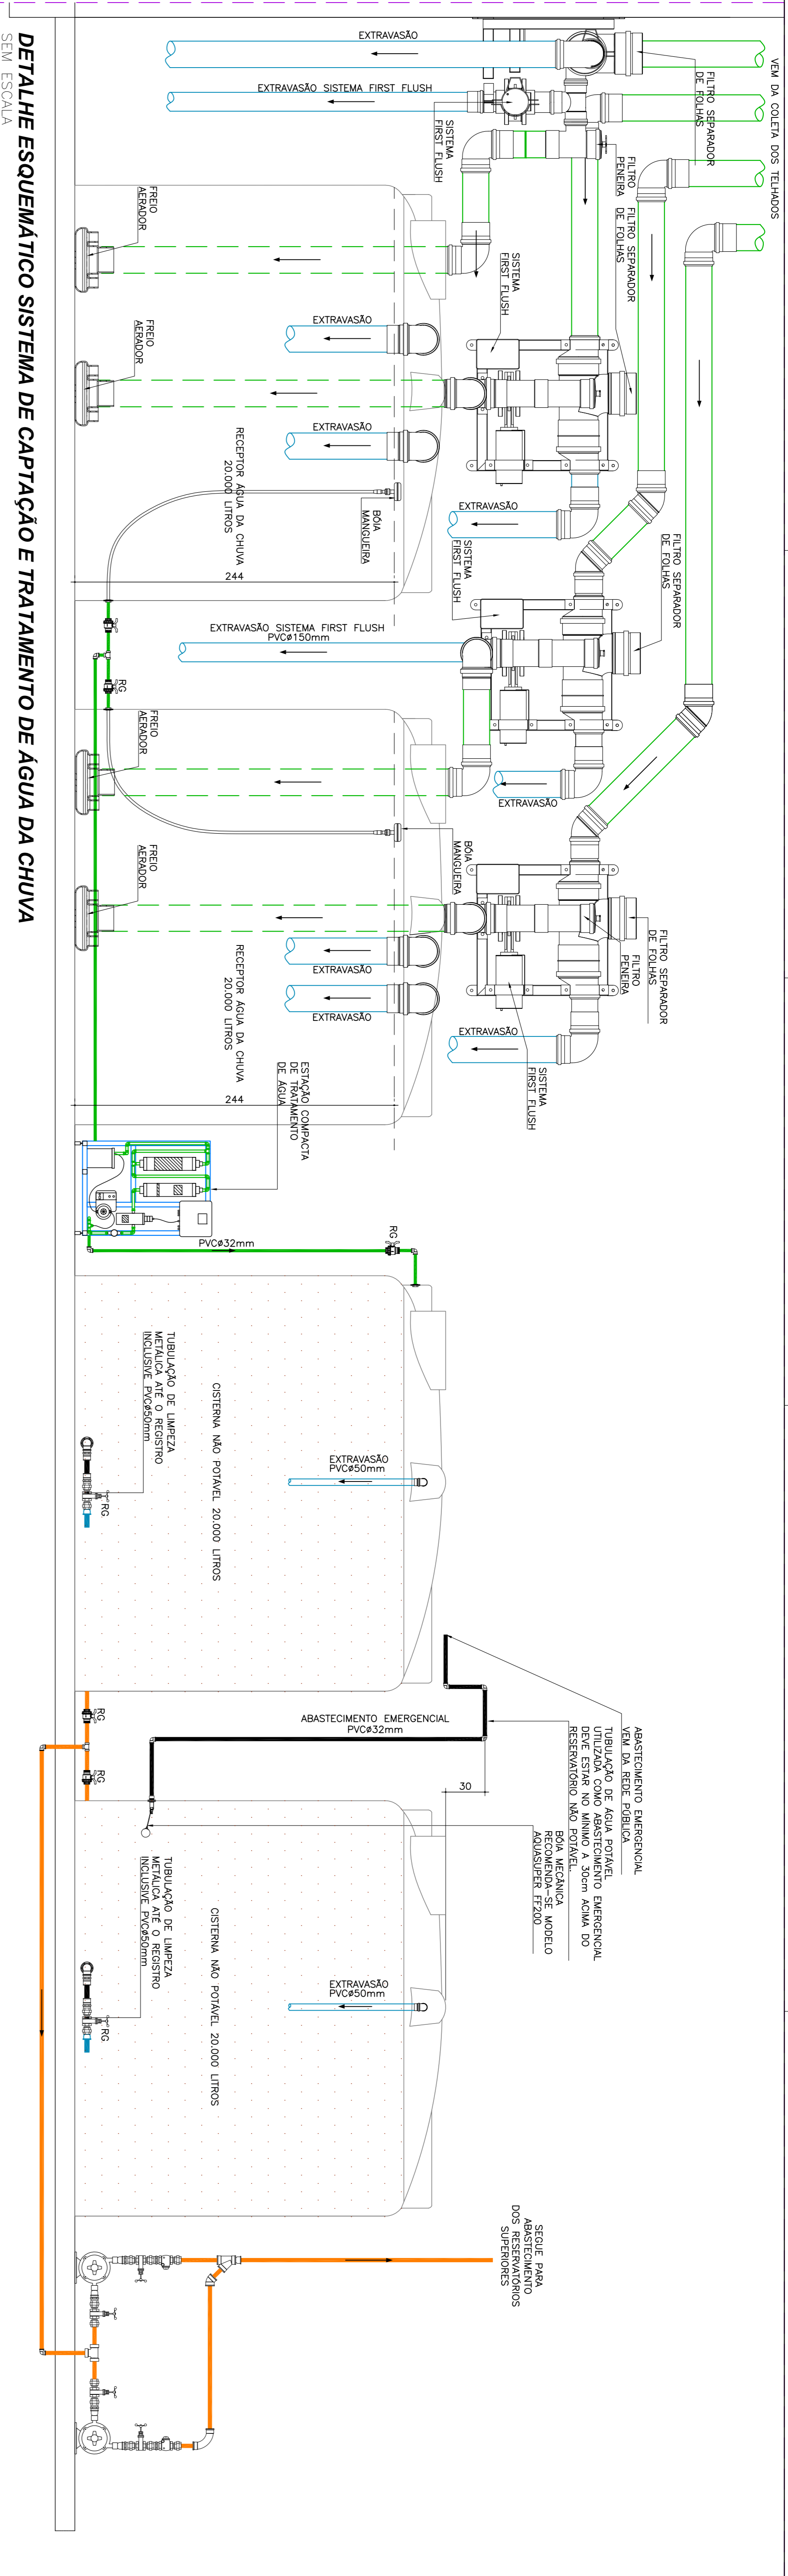 VEM DA COLETA DOS TELHADOS
FILTRO SEPARADOR
DE FOLHAS
EXTRAVASÃO
EXTRAVASÃO SISTEMA FIRST FLUSH
SISTEMA
FIRST FLUSH
FILTRO
PENEIRA
FILTRO SEPARADOR
DE FOLHAS
SISTEMA
FIRST FLUSH
FREIO
AERADOR
EXTRAVASÃO
FREIO
AERADOR
EXTRAVASÃO
RECEPTOR ÁGUA DA CHUVA
20.000 LITROS
BÓIA
MANGUEIRA
EXTRAVASÃO
244
SISTEMA
FIRST FLUSH
FILTRO SEPARADOR
DE FOLHAS
EXTRAVASÃO SISTEMA FIRST FLUSH
PVCø150mm
RG
FREIO
AERADOR
EXTRAVASÃO
BÓIA
MANGUEIRA
FREIO
AERADOR
FILTRO SEPARADOR
DE FOLHAS
FILTRO
PENEIRA
EXTRAVASÃO
EXTRAVASÃO
RECEPTOR ÁGUA DA CHUVA
20.000 LITROS
EXTRAVASÃO
SISTEMA
FIRST FLUSH
244
ESTAÇÃO COMPACTA
DE TRATAMENTO
DE ÁGUA
PVCø32mm
RG
TUBULAÇÃO DE LIMPEZA
METÁLICA ATÉ O REGISTRO
INCLUSIVE PVCø50mm
RG
CISTERNA NÃO POTÁVEL 20.000 LITROS
EXTRAVASÃO
PVCø50mm
RG
RG
ABASTECIMENTO EMERGENCIAL
PVCø32mm
ABASTECIMENTO EMERGENCIAL
VEM DA REDE PÚBLICA
TUBULAÇÃO DE ÁGUA POTÁVEL
UTILIZADA COMO ABASTECIMENTO EMERGENCIAL
DEVE ESTAR NO MÍNIMO A 30cm ACIMA DO
RESERVATÓRIO NÃO POTÁVEL.
30
BÓIA MECÂNICA
RECOMENDA-SE MODELO
AQUASUPER FF200
TUBULAÇÃO DE LIMPEZA
METÁLICA ATÉ O REGISTRO
INCLUSIVE PVCø50mm
RG
CISTERNA NÃO POTÁVEL 20.000 LITROS
EXTRAVASÃO
PVCø50mm
SEGUE PARA
ABASTECIMENTO
DOS RESERVATÓRIOS
SUPERIORES
DETALHE ESQUEMÁTICO SISTEMA DE CAPTAÇÃO E TRATAMENTO DE ÁGUA DA CHUVA
SEM ESCALA